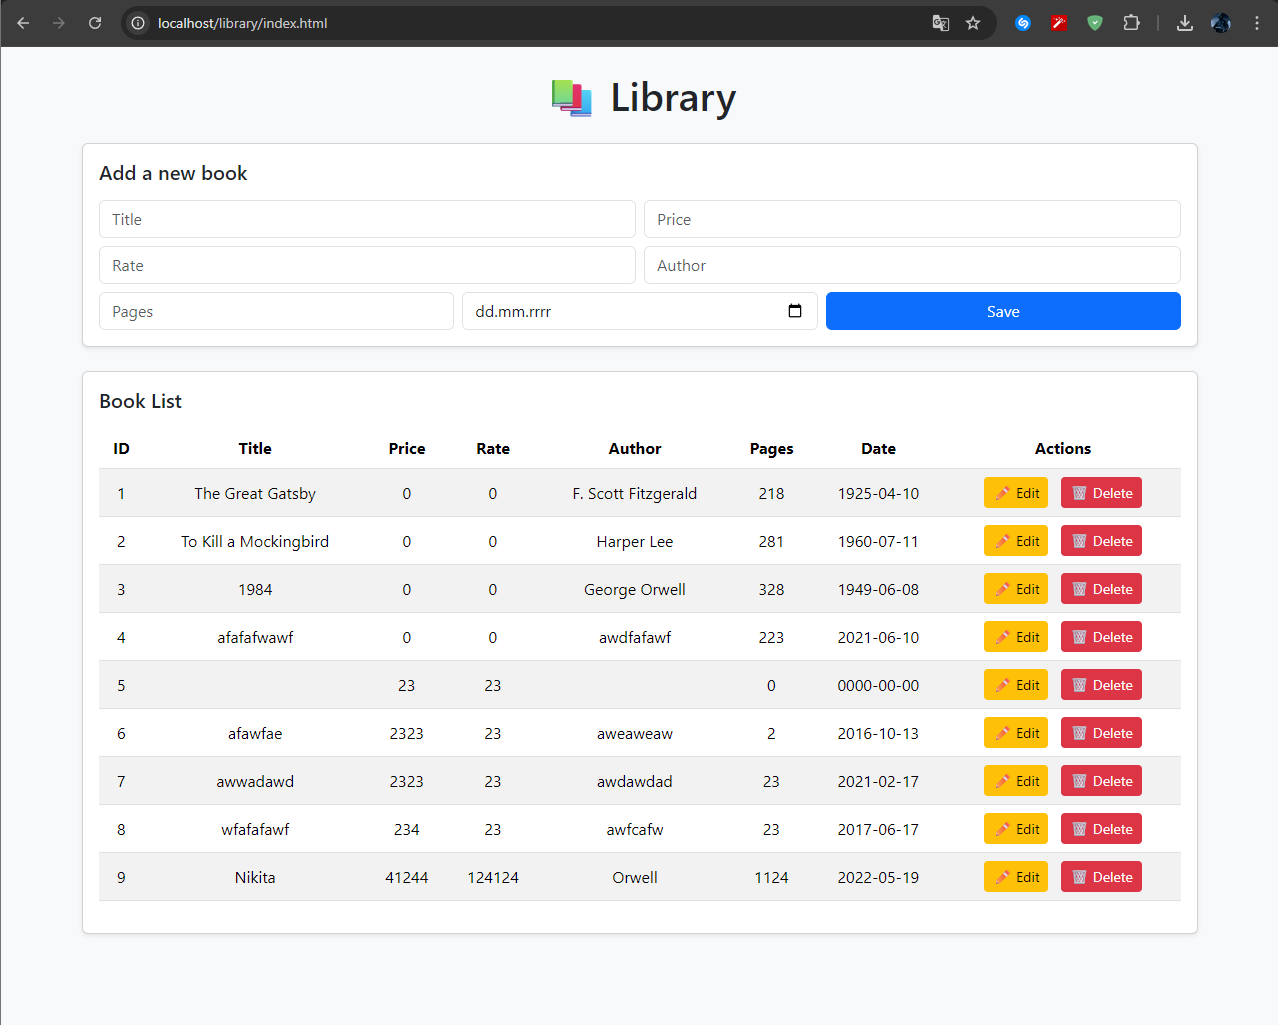 localhost/library/index.html
Library
Add a new book
Title Price
Rate Author
Pages dd.mm.rrrr Save
Book List
ID Title Price Rate Author Pages Date Actions
1 The Great Gatsby 0 0 F. Scott Fitzgerald 218 1925-04-10 Edit Delete
2 To Kill a Mockingbird 0 0 Harper Lee 281 1960-07-11 Edit Delete
3 1984 0 0 George Orwell 328 1949-06-08 Edit Delete
4 afafafwawf 0 0 awdfafawf 223 2021-06-10 Edit Delete
5 23 23 0 0000-00-00 Edit Delete
6 afawfae 2323 23 aweaweaw 2 2016-10-13 Edit Delete
7 awwadawd 2323 23 awdawdad 23 2021-02-17 Edit Delete
8 wfafafawf 234 23 awfcafw 23 2017-06-17 Edit Delete
9 Nikita 41244 124124 Orwell 1124 2022-05-19 Edit Delete